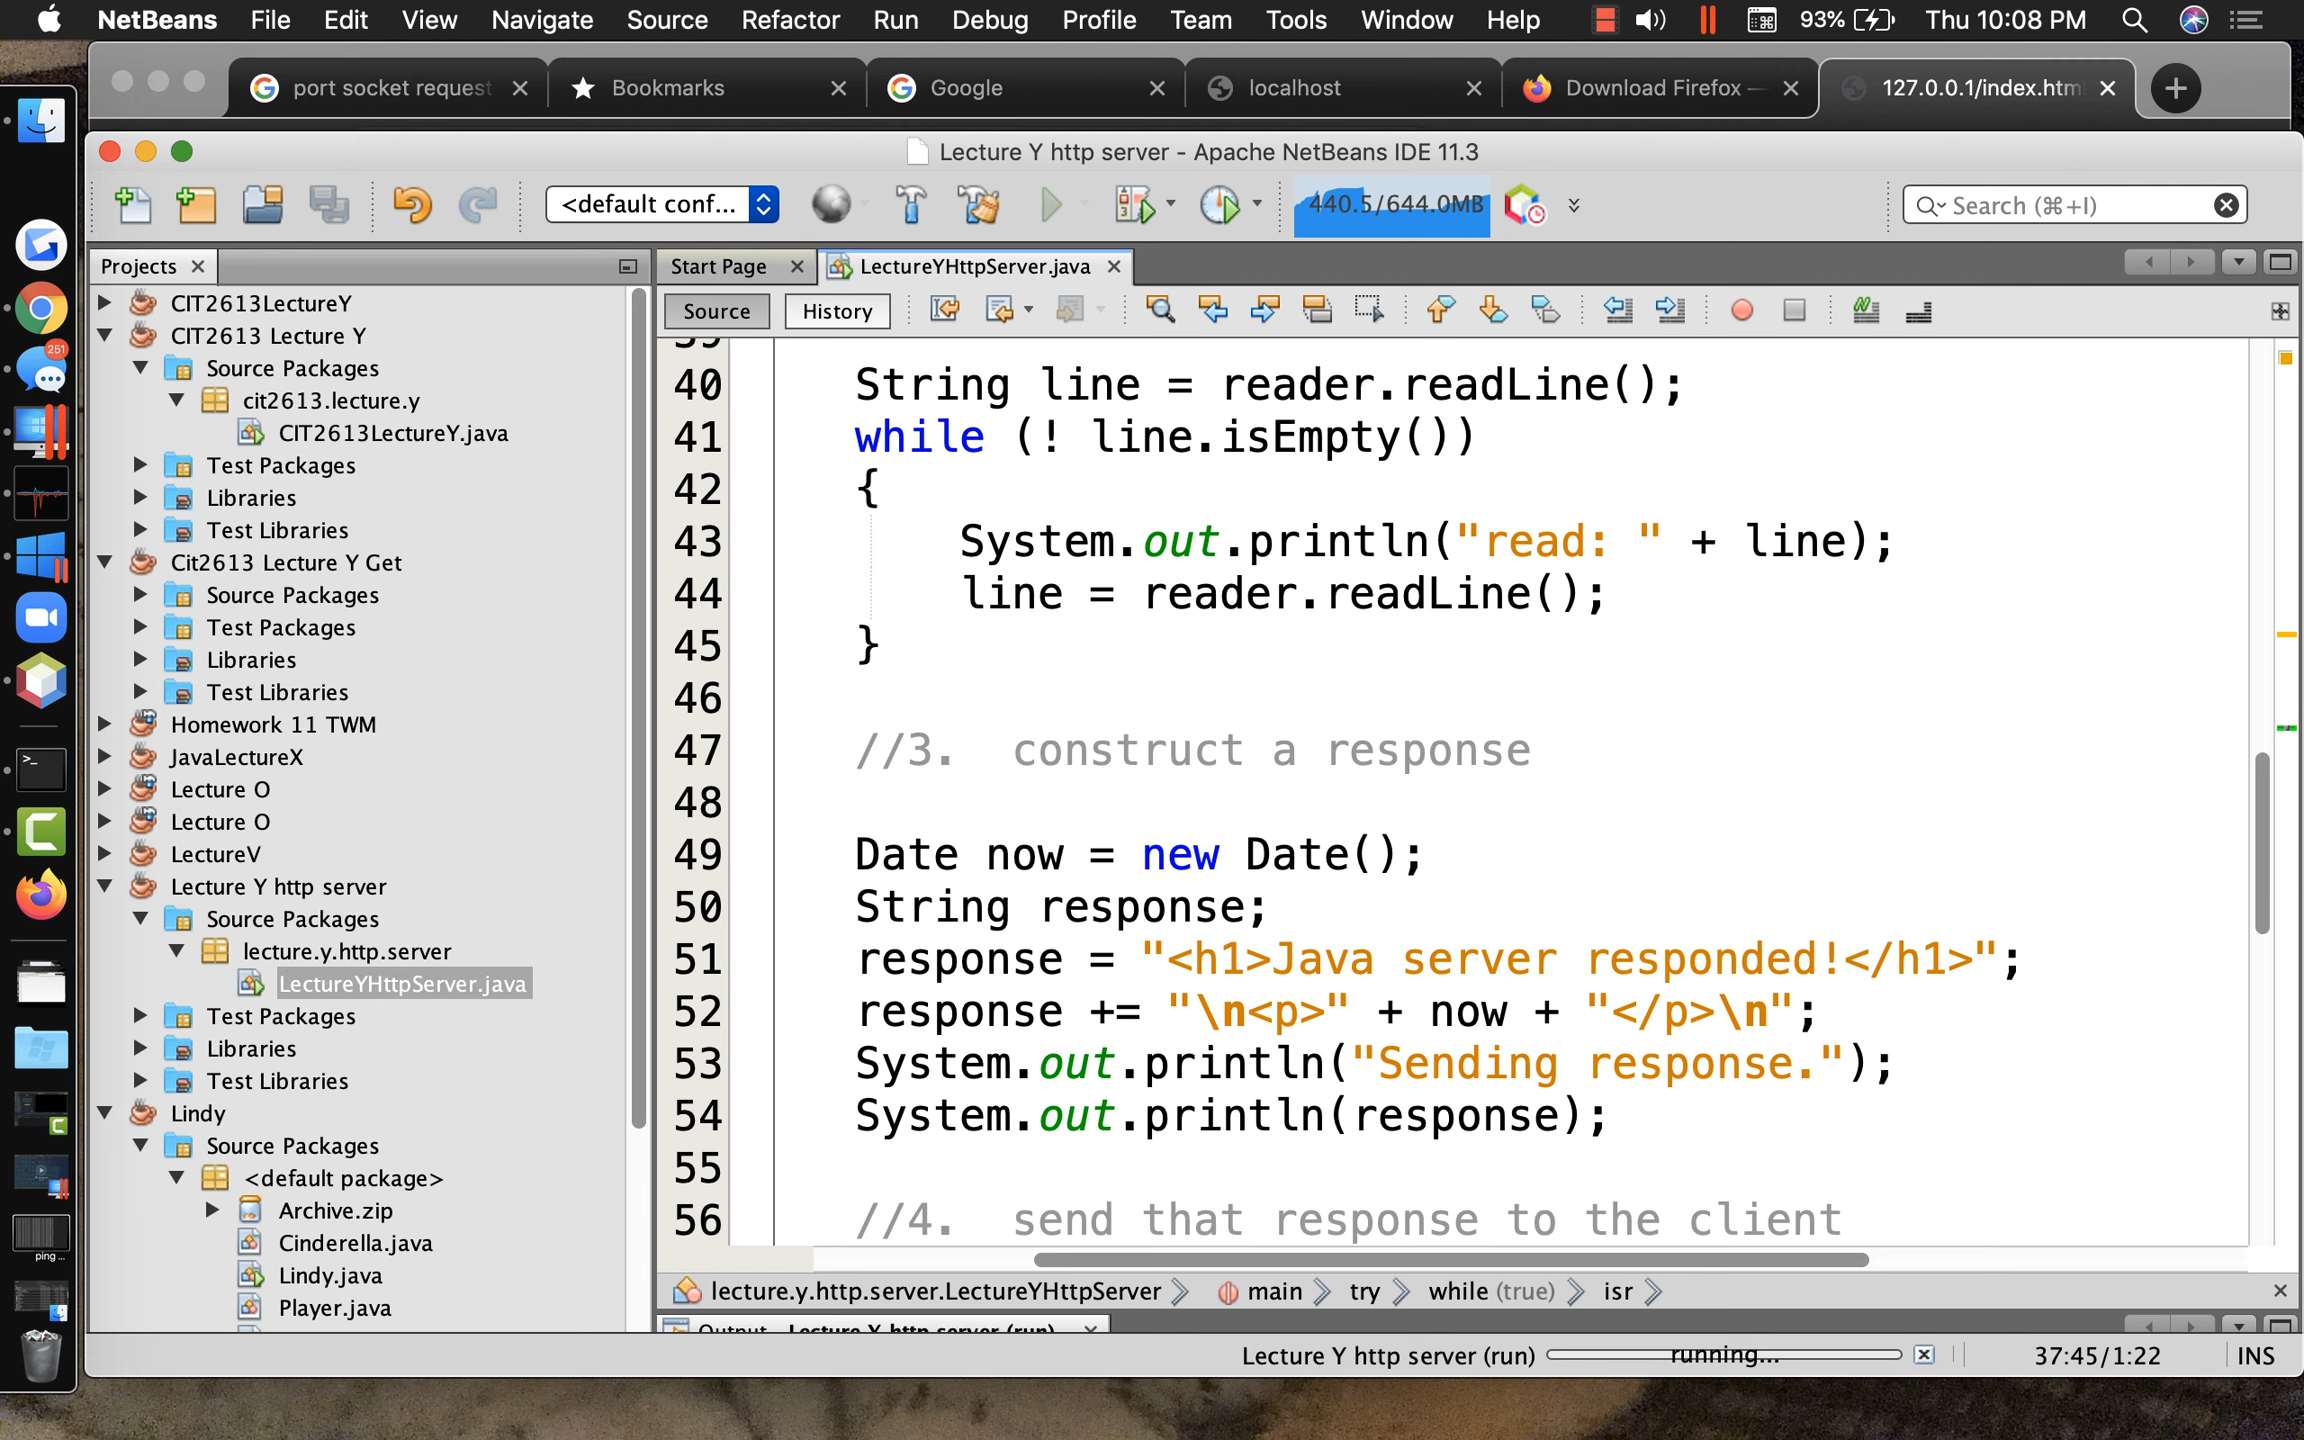 NetBeans File Edit View Navigate Source Refactor Run Debug Profile Team Tools Window Help 93% Thu 10:08 PM
port socket request Bookmarks Google localhost Download Firefox — 127.0.0.1/index.htm
Lecture Y http server - Apache NetBeans IDE 11.3
<default conf... 440.5/644.0MB Search (⌘+I)
Projects
CIT2613LectureY
CIT2613 Lecture Y
Source Packages
cit2613.lecture.y
CIT2613LectureY.java
Test Packages
Libraries
Test Libraries
Cit2613 Lecture Y Get
Source Packages
Test Packages
Libraries
Test Libraries
Homework 11 TWM
JavaLectureX
Lecture O
Lecture O
LectureV
Lecture Y http server
Source Packages
lecture.y.http.server
LectureYHttpServer.java
Test Packages
Libraries
Test Libraries
Lindy
Source Packages
<default package>
Archive.zip
Cinderella.java
Lindy.java
Player.java
251
ping ...
Start Page LectureYHttpServer.java
Source History
39
40 String line = reader.readLine();
41 while (! line.isEmpty())
42 {
43 System.out.println("read: " + line);
44 line = reader.readLine();
45 }
46
47 //3.  construct a response
48
49 Date now = new Date();
50 String response;
51 response = "<h1>Java server responded!</h1>";
52 response += "\n<p>" + now + "</p>\n";
53 System.out.println("Sending response.");
54 System.out.println(response);
55
56 //4.  send that response to the client
lecture.y.http.server.LectureYHttpServer main try while (true) isr
Output - Lecture Y http server (run)
Lecture Y http server (run) running... 37:45/1:22 INS